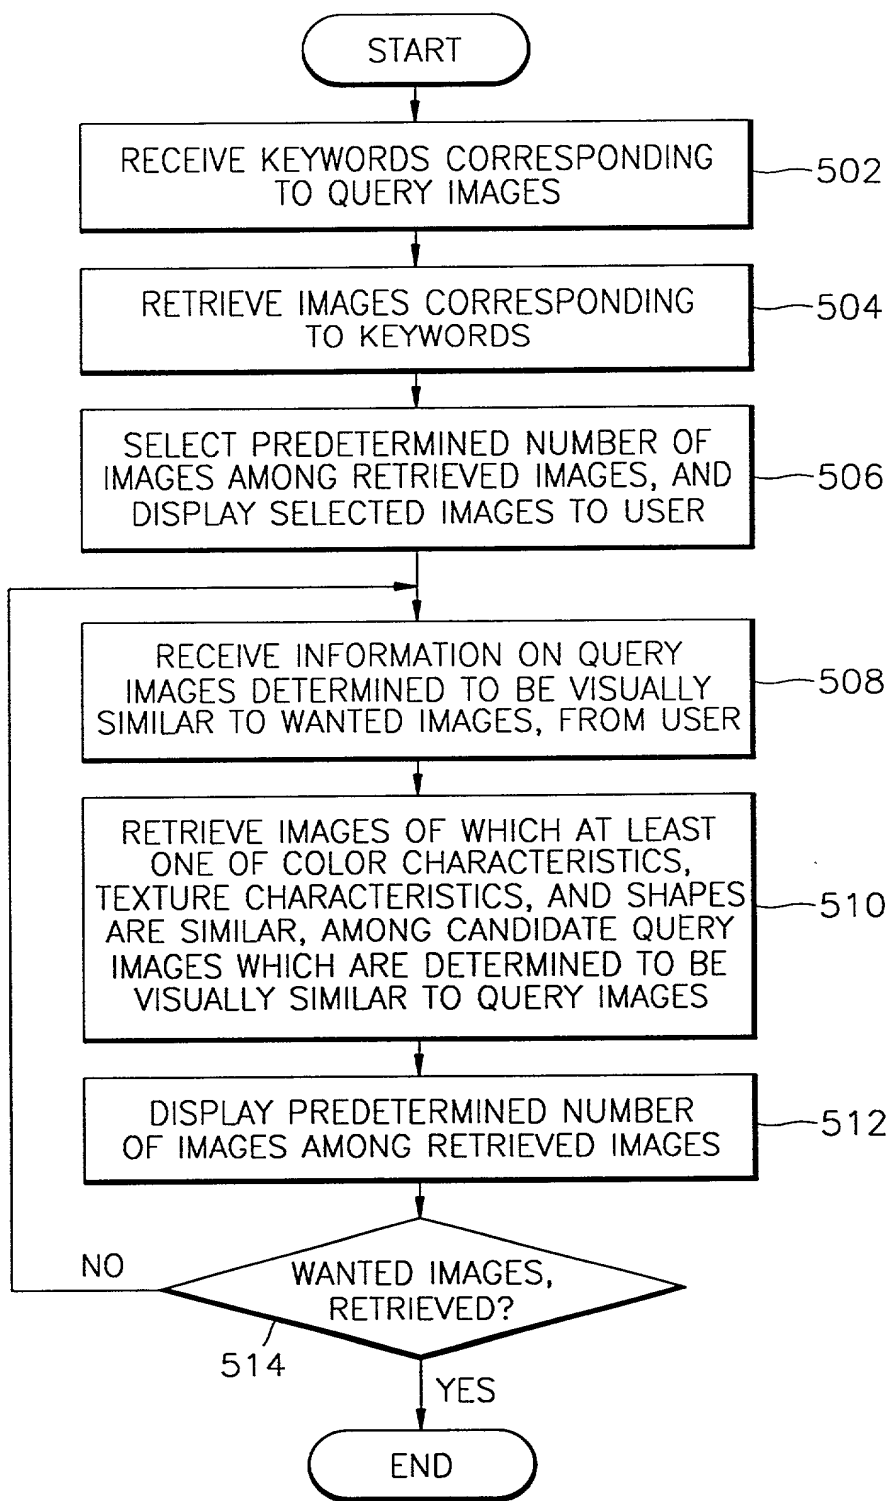 START
RECEIVE KEYWORDS CORRESPONDING
TO QUERY IMAGES
502
RETRIEVE IMAGES CORRESPONDING
TO KEYWORDS
504
SELECT PREDETERMINED NUMBER OF
IMAGES AMONG RETRIEVED IMAGES, AND
DISPLAY SELECTED IMAGES TO USER
506
RECEIVE INFORMATION ON QUERY
IMAGES DETERMINED TO BE VISUALLY
SIMILAR TO WANTED IMAGES, FROM USER
508
RETRIEVE IMAGES OF WHICH AT LEAST
ONE OF COLOR CHARACTERISTICS,
TEXTURE CHARACTERISTICS, AND SHAPES
ARE SIMILAR, AMONG CANDIDATE QUERY
IMAGES WHICH ARE DETERMINED TO BE
VISUALLY SIMILAR TO QUERY IMAGES
510
DISPLAY PREDETERMINED NUMBER
OF IMAGES AMONG RETRIEVED IMAGES
512
NO
WANTED IMAGES,
RETRIEVED?
514
YES
END